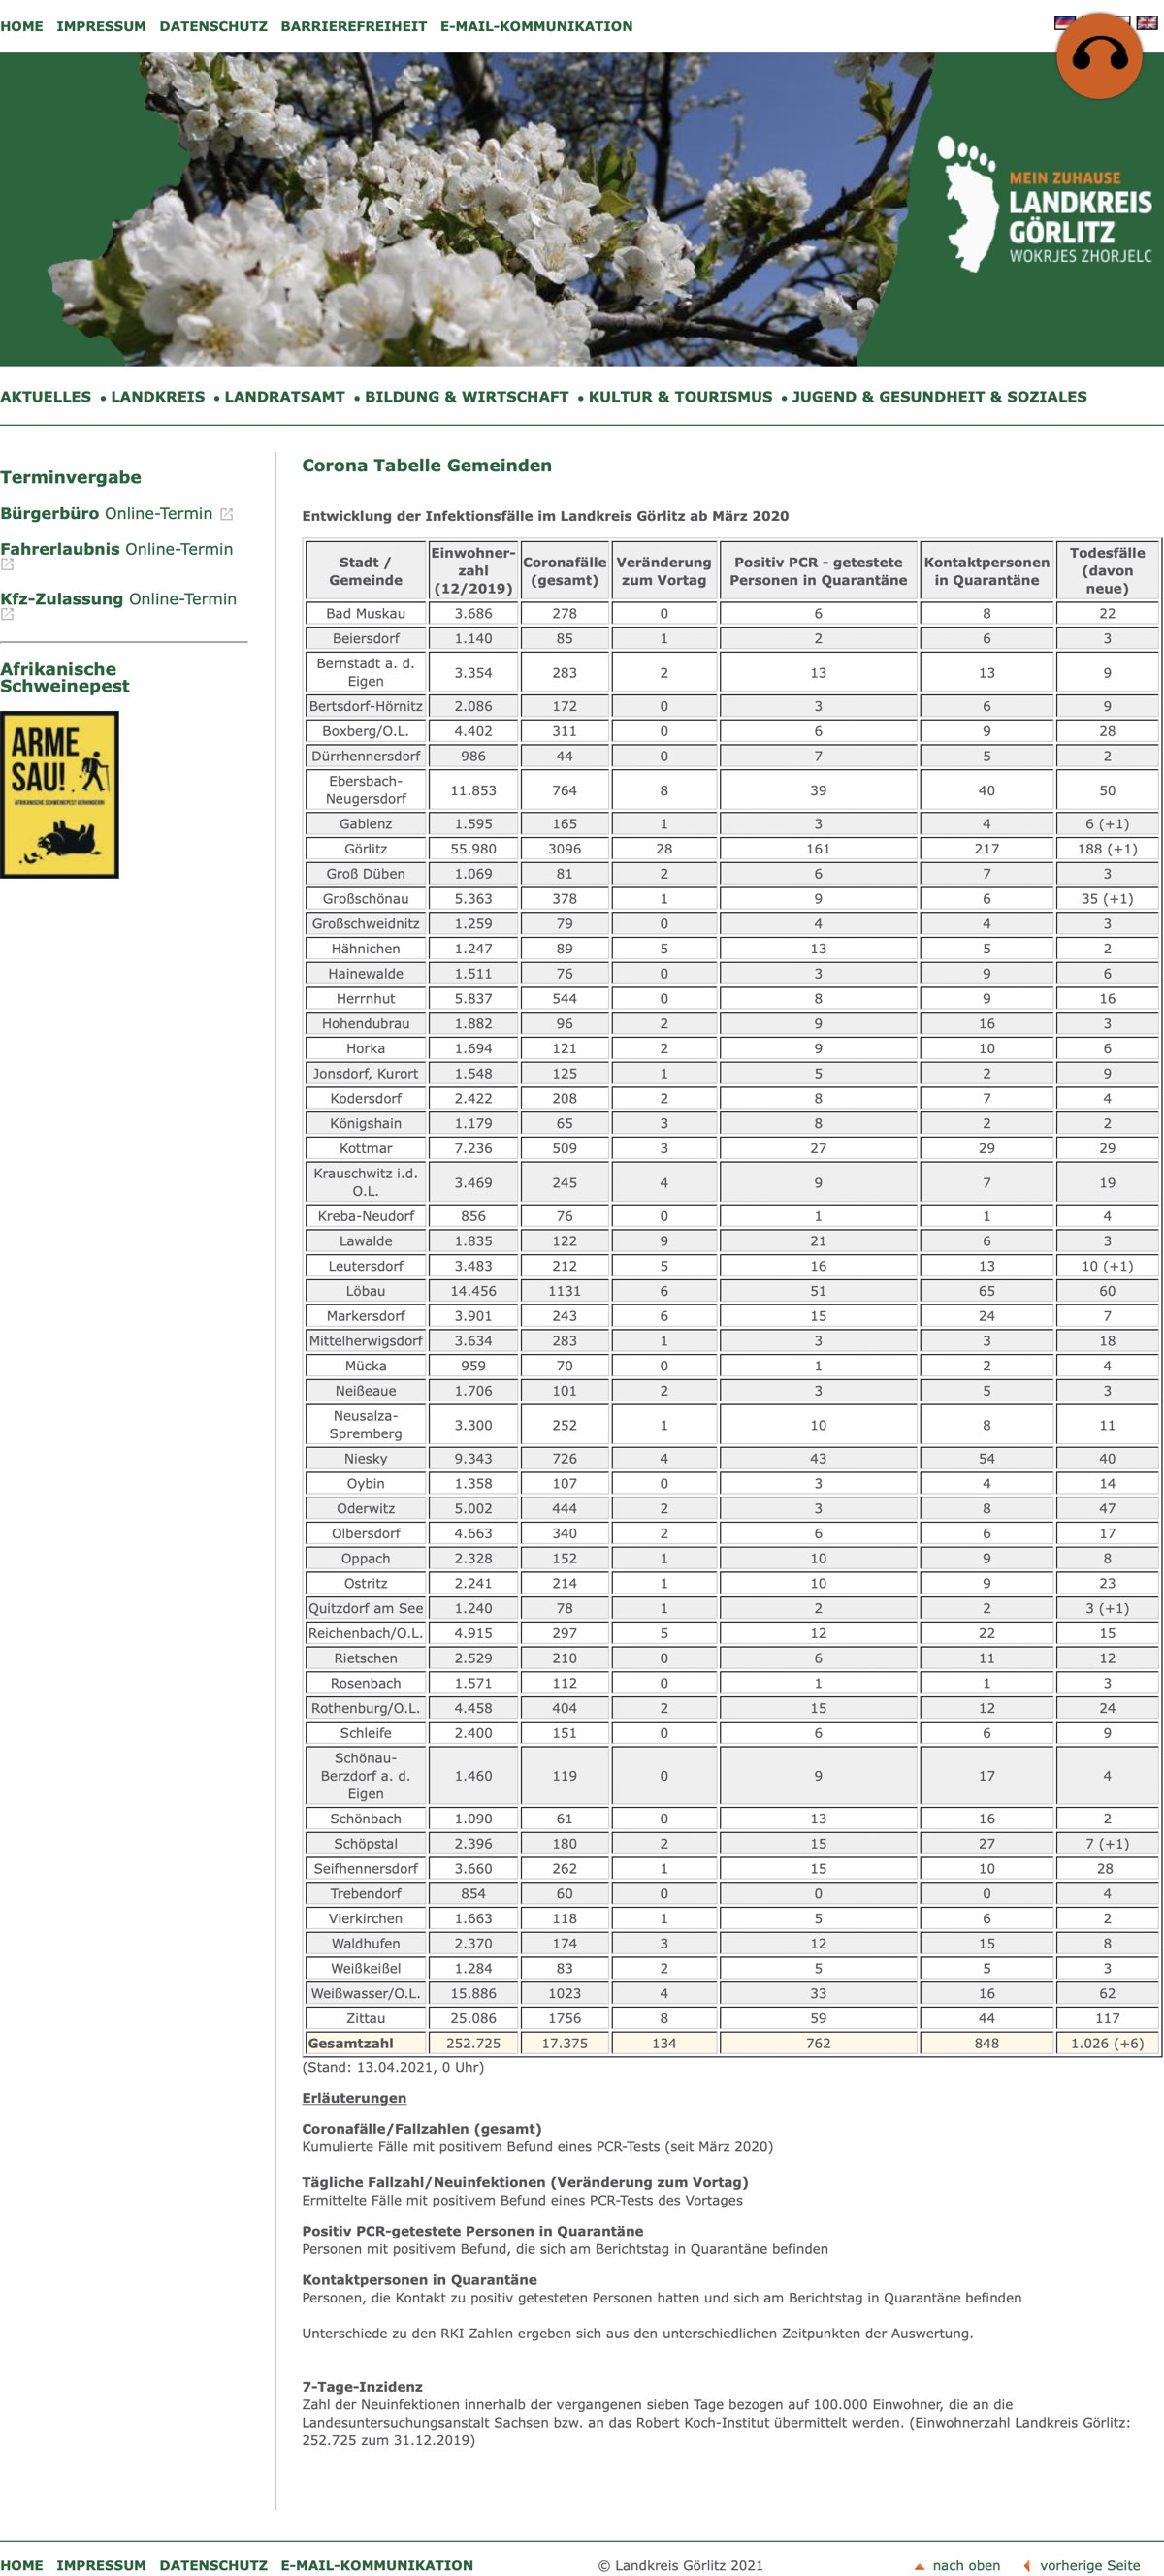 HOME IMPRESSUM DATENSCHUTZ BARRIEREFREIHEIT E-MAIL-KOMMUNIKATION
MEIN ZUHAUSE
LANDKREIS
GÖRLITZ
WOKRJES ZHORJELC
AKTUELLES • LANDKREIS • LANDRATSAMT • BILDUNG & WIRTSCHAFT • KULTUR & TOURISMUS • JUGEND & GESUNDHEIT & SOZIALES
Terminvergabe
Bürgerbüro Online-Termin
Fahrerlaubnis Online-Termin
Kfz-Zulassung Online-Termin
Afrikanische
Schweinepest
ARME
SAU!
AFRIKANISCHE SCHWEINEPEST VERHINDERN!
Corona Tabelle Gemeinden
Entwicklung der Infektionsfälle im Landkreis Görlitz ab März 2020
Stadt / Gemeinde Einwohner-zahl (12/2019) Coronafälle (gesamt) Veränderung zum Vortag Positiv PCR - getestete Personen in Quarantäne Kontaktpersonen in Quarantäne Todesfälle (davon neue)
Bad Muskau 3.686 278 0 6 8 22
Beiersdorf 1.140 85 1 2 6 3
Bernstadt a. d. Eigen 3.354 283 2 13 13 9
Bertsdorf-Hörnitz 2.086 172 0 3 6 9
Boxberg/O.L. 4.402 311 0 6 9 28
Dürrhennersdorf 986 44 0 7 5 2
Ebersbach-Neugersdorf 11.853 764 8 39 40 50
Gablenz 1.595 165 1 3 4 6 (+1)
Görlitz 55.980 3096 28 161 217 188 (+1)
Groß Düben 1.069 81 2 6 7 3
Großschönau 5.363 378 1 9 6 35 (+1)
Großschweidnitz 1.259 79 0 4 4 3
Hähnichen 1.247 89 5 13 5 2
Hainewalde 1.511 76 0 3 9 6
Herrnhut 5.837 544 0 8 9 16
Hohendubrau 1.882 96 2 9 16 3
Horka 1.694 121 2 9 10 6
Jonsdorf, Kurort 1.548 125 1 5 2 9
Kodersdorf 2.422 208 2 8 7 4
Königshain 1.179 65 3 8 2 2
Kottmar 7.236 509 3 27 29 29
Krauschwitz i.d. O.L. 3.469 245 4 9 7 19
Kreba-Neudorf 856 76 0 1 1 4
Lawalde 1.835 122 9 21 6 3
Leutersdorf 3.483 212 5 16 13 10 (+1)
Löbau 14.456 1131 6 51 65 60
Markersdorf 3.901 243 6 15 24 7
Mittelherwigsdorf 3.634 283 1 3 3 18
Mücka 959 70 0 1 2 4
Neißeaue 1.706 101 2 3 5 3
Neusalza-Spremberg 3.300 252 1 10 8 11
Niesky 9.343 726 4 43 54 40
Oybin 1.358 107 0 3 4 14
Oderwitz 5.002 444 2 3 8 47
Olbersdorf 4.663 340 2 6 6 17
Oppach 2.328 152 1 10 9 8
Ostritz 2.241 214 1 10 9 23
Quitzdorf am See 1.240 78 1 2 2 3 (+1)
Reichenbach/O.L. 4.915 297 5 12 22 15
Rietschen 2.529 210 0 6 11 12
Rosenbach 1.571 112 0 1 1 3
Rothenburg/O.L. 4.458 404 2 15 12 24
Schleife 2.400 151 0 6 6 9
Schönau-Berzdorf a. d. Eigen 1.460 119 0 9 17 4
Schönbach 1.090 61 0 13 16 2
Schöpstal 2.396 180 2 15 27 7 (+1)
Seifhennersdorf 3.660 262 1 15 10 28
Trebendorf 854 60 0 0 0 4
Vierkirchen 1.663 118 1 5 6 2
Waldhufen 2.370 174 3 12 15 8
Weißkeißel 1.284 83 2 5 5 3
Weißwasser/O.L. 15.886 1023 4 33 16 62
Zittau 25.086 1756 8 59 44 117
Gesamtzahl 252.725 17.375 134 762 848 1.026 (+6)
(Stand: 13.04.2021, 0 Uhr)
Erläuterungen
Coronafälle/Fallzahlen (gesamt)
Kumulierte Fälle mit positivem Befund eines PCR-Tests (seit März 2020)
Tägliche Fallzahl/Neuinfektionen (Veränderung zum Vortag)
Ermittelte Fälle mit positivem Befund eines PCR-Tests des Vortages
Positiv PCR-getestete Personen in Quarantäne
Personen mit positivem Befund, die sich am Berichtstag in Quarantäne befinden
Kontaktpersonen in Quarantäne
Personen, die Kontakt zu positiv getesteten Personen hatten und sich am Berichtstag in Quarantäne befinden
Unterschiede zu den RKI Zahlen ergeben sich aus den unterschiedlichen Zeitpunkten der Auswertung.
7-Tage-Inzidenz
Zahl der Neuinfektionen innerhalb der vergangenen sieben Tage bezogen auf 100.000 Einwohner, die an die
Landesuntersuchungsanstalt Sachsen bzw. an das Robert Koch-Institut übermittelt werden. (Einwohnerzahl Landkreis Görlitz:
252.725 zum 31.12.2019)
HOME IMPRESSUM DATENSCHUTZ E-MAIL-KOMMUNIKATION © Landkreis Görlitz 2021 nach oben vorherige Seite